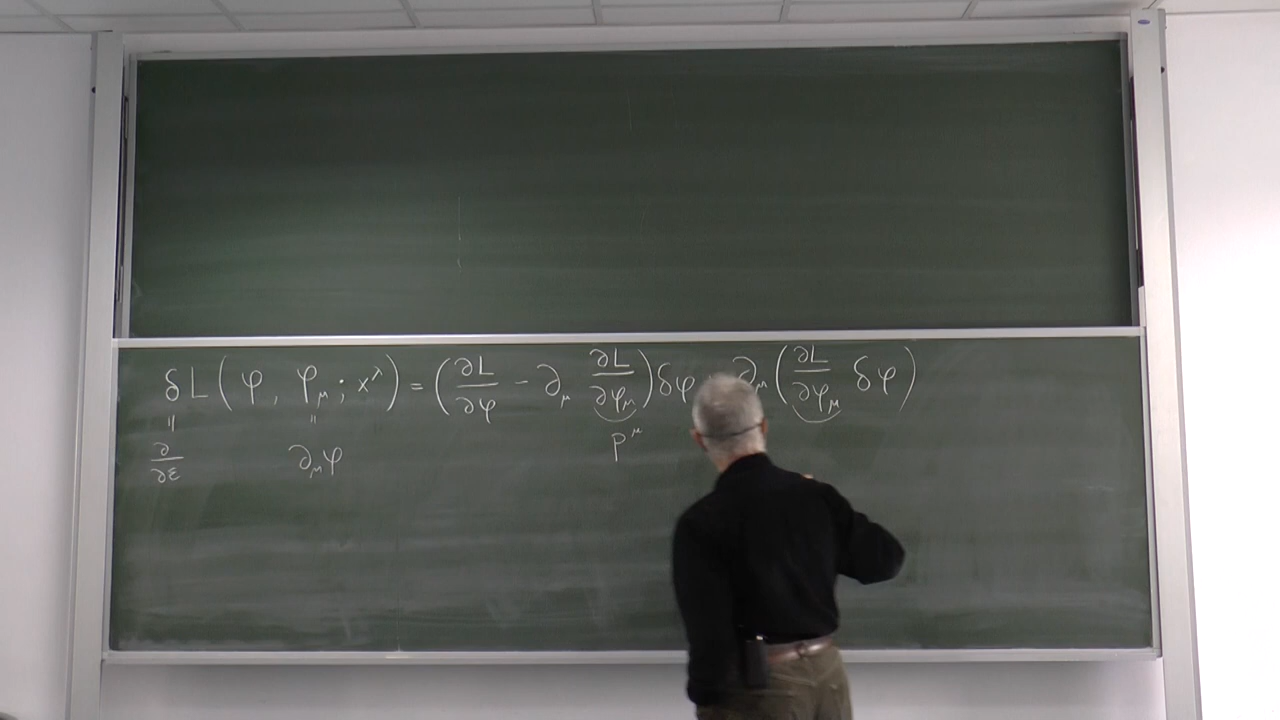 δL(φ, φ_μ; x^λ) = (∂L/∂φ − ∂_μ ∂L/∂φ_μ)δφ ∂_μ(∂L/∂φ_μ δφ)
" "
∂/∂ε ∂_μφ p^μ